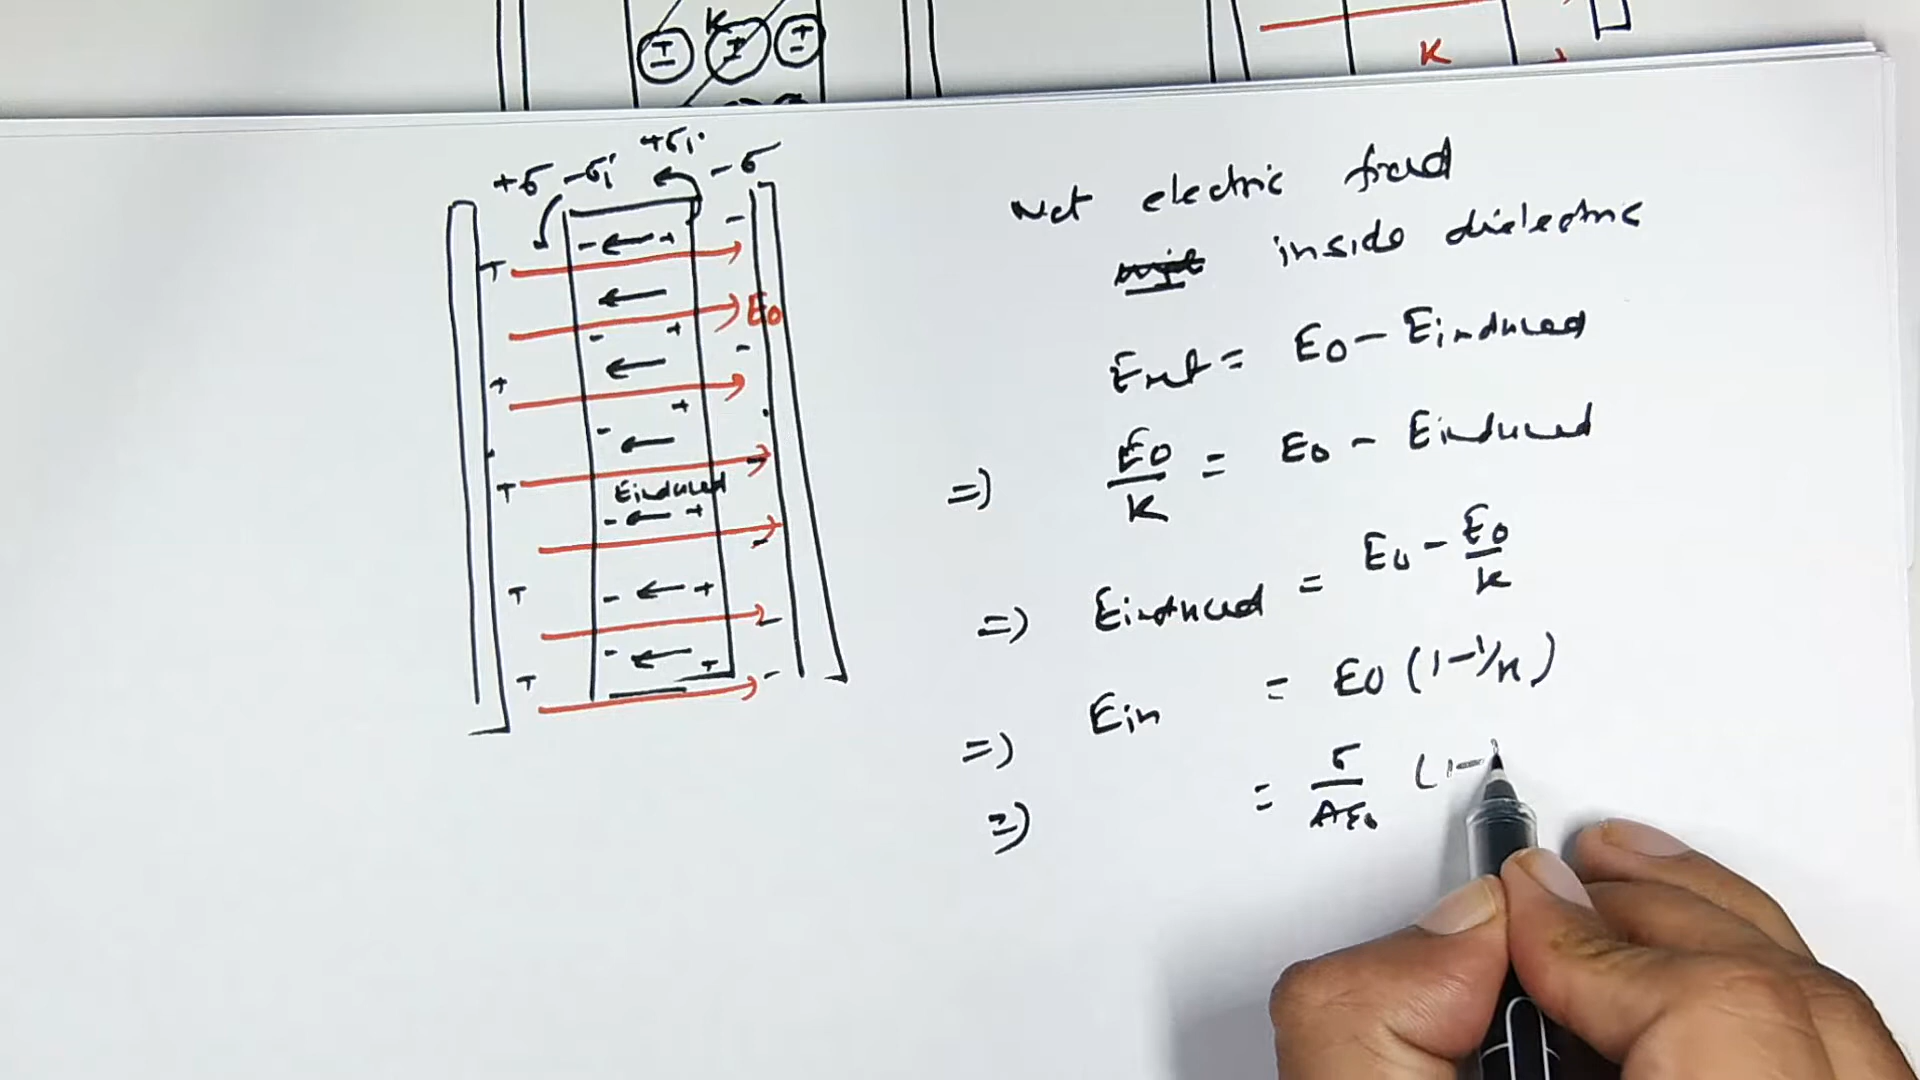 K
K
+σi
+σ -σi -σ
E0
Einduced
Net electric field
inside dielectric
Enet = E0 - Einduced
=) E0/K = E0 - Einduced
=) Einduced = E0 - E0/K
=) Ein = E0 (1-1/K)
=) = σ/Aε0 (1-